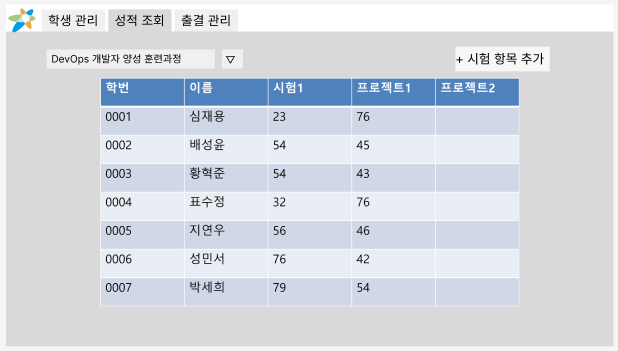 학생 관리 성적 조회 출결 관리
DevOps 개발자 양성 훈련과정 ▽ + 시험 항목 추가
학번 이름 시험1 프로젝트1 프로젝트2
0001 심재용 23 76
0002 배성윤 54 45
0003 황혁준 54 43
0004 표수정 32 76
0005 지연우 56 46
0006 성민서 76 42
0007 박세희 79 54